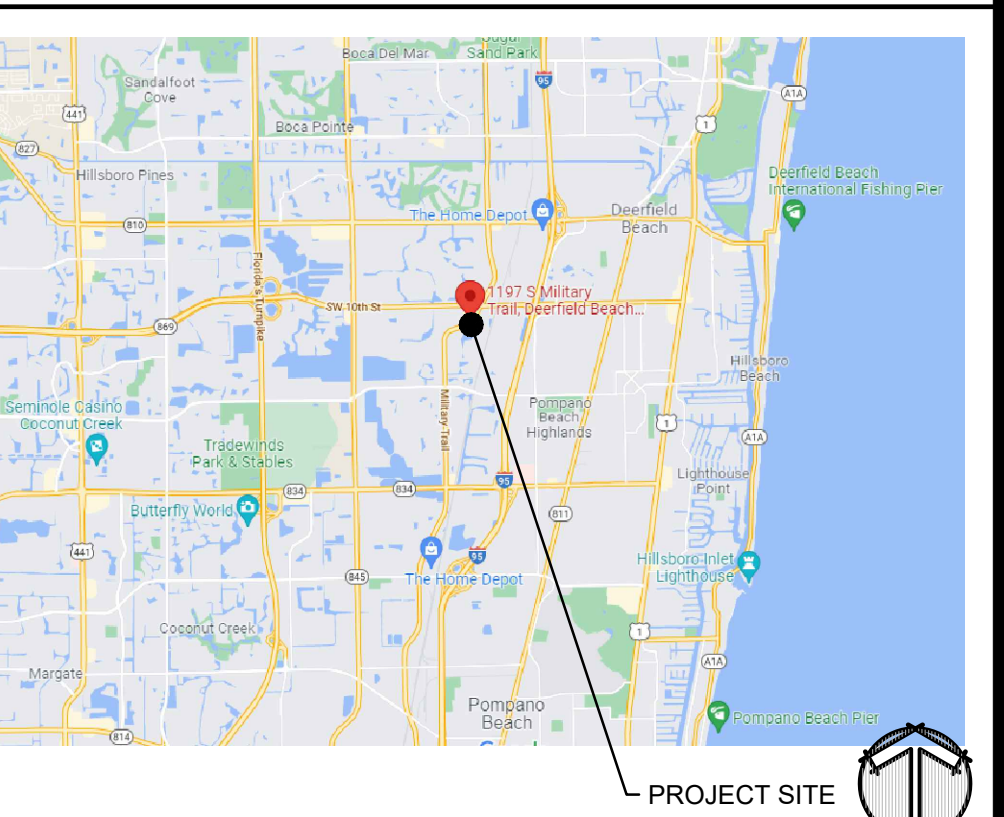 Boca Del Mar
Sugar
Sand Park
95
Sandalfoot
Cove
A1A
441
1
Boca Pointe
827
Hillsboro Pines
Deerfield Beach
International Fishing Pier
The Home Depot
Deerfield
Beach
810
Florida's Turnpike
1197 S Military
Trail, Deerfield Beach...
SW 10th St
869
Hillsboro
Beach
Military Trail
Seminole Casino
Coconut Creek
Pompano
Beach
Highlands
1
A1A
Tradewinds
Park & Stables
Lighthouse
Point
95
834
834
Butterfly World
811
441
95
Hillsboro Inlet
Lighthouse
The Home Depot
845
Coconut Creek
1
A1A
Margate
Pompano
Beach
Pompano Beach Pier
814
PROJECT SITE